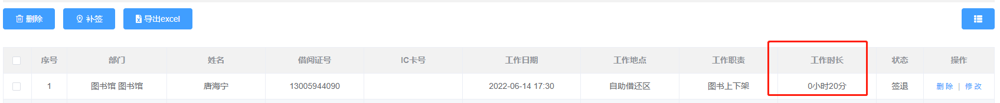 删除 补签 导出excel
序号 部门 姓名 借阅证号 IC卡号 工作日期 工作地点 工作职责 工作时长 状态 操作
1 图书馆 图书馆 唐海宁 13005944090 2022-06-14 17:30 自助借还区 图书上下架 0小时20分 签退 删除 | 修改